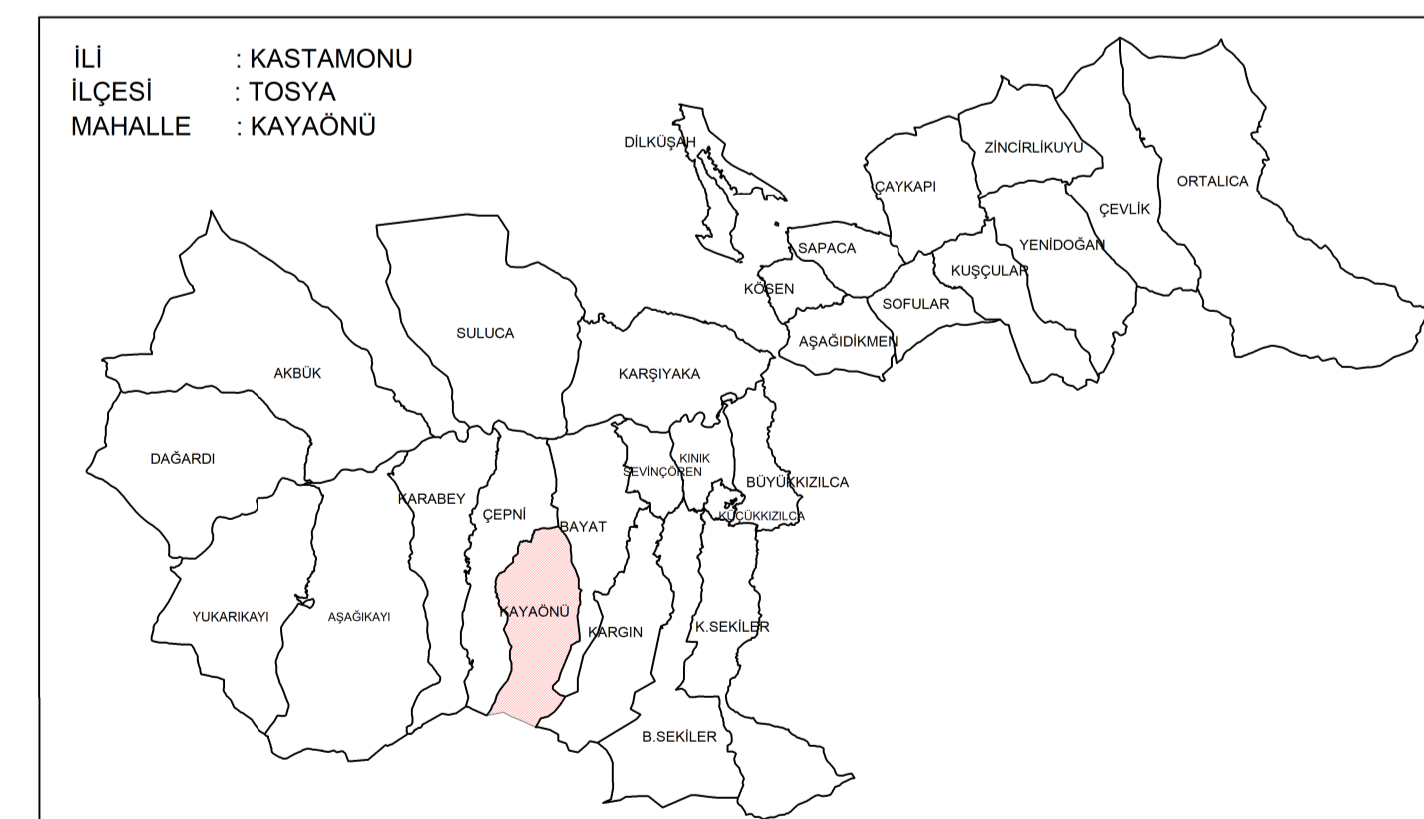 İLİ : KASTAMONU
İLÇESİ : TOSYA
MAHALLE : KAYAÖNÜ
DİLKÜŞAH
ZİNCİRLİKUYU
ÇAYKAPI
ORTALICA
ÇEVLİK
SAPACA
YENİDOĞAN
KUŞÇULAR
KÖSEN
SOFULAR
AŞAĞIDİKMEN
SULUCA
AKBÜK
KARŞIYAKA
DAĞARDI
KINIK
SEVİNÇÖREN
BÜYÜKKIZILCA
KARABEY
ÇEPNİ
KÜÇÜKKIZILCA
BAYAT
KAYAÖNÜ
YUKARIKAYI
AŞAĞIKAYI
KARGIN
K.SEKİLER
B.SEKİLER